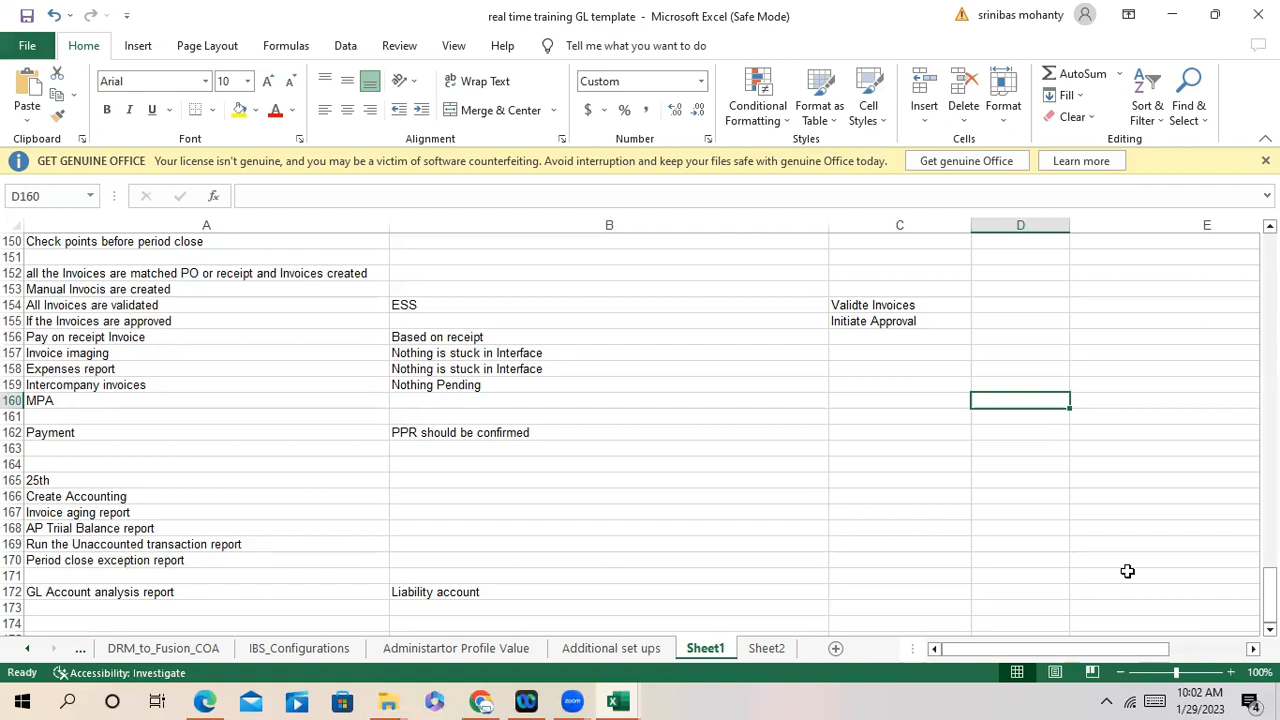 real time training GL template - Microsoft Excel (Safe Mode)
srinibas mohanty
File Home Insert Page Layout Formulas Data Review View Help Tell me what you want to do
Paste
Clipboard
Arial 10
B I U A
Font
Wrap Text
Merge & Center
Alignment
Custom
$ % ,
Number
Conditional Formatting
Format as Table
Cell Styles
Styles
Insert Delete Format
Cells
AutoSum
Fill
Clear
Sort & Filter
Find & Select
Editing
GET GENUINE OFFICE Your license isn't genuine, and you may be a victim of software counterfeiting. Avoid interruption and keep your files safe with genuine Office today. Get genuine Office Learn more
D160 fx
A B C D E
150 Check points before period close
151
152 all the Invoices are matched PO or receipt and Invoices created
153 Manual Invocis are created
154 All Invoices are validated ESS Validte Invoices
155 If the Invoices are approved Initiate Approval
156 Pay on receipt Invoice Based on receipt
157 Invoice imaging Nothing is stuck in Interface
158 Expenses report Nothing is stuck in Interface
159 Intercompany invoices Nothing Pending
160 MPA
161
162 Payment PPR should be confirmed
163
164
165 25th
166 Create Accounting
167 Invoice aging report
168 AP Triial Balance report
169 Run the Unaccounted transaction report
170 Period close exception report
171
172 GL Account analysis report Liability account
173
174
... DRM_to_Fusion_COA IBS_Configurations Administartor Profile Value Additional set ups Sheet1 Sheet2
Ready Accessibility: Investigate 100%
10:02 AM
1/29/2023
4